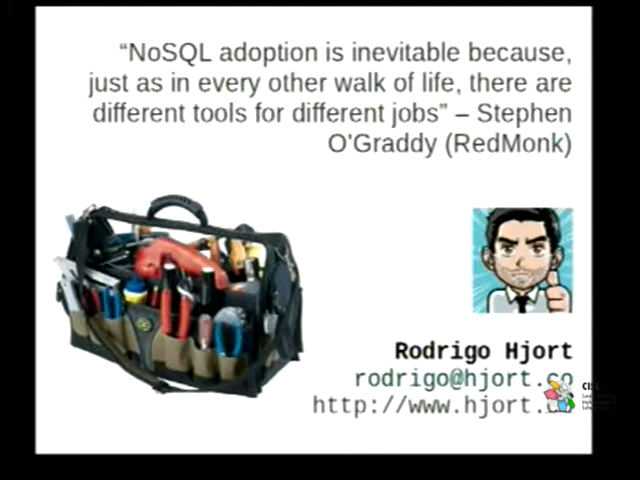 “NoSQL adoption is inevitable because,
just as in every other walk of life, there are
different tools for different jobs” – Stephen
O'Graddy (RedMonk)
Rodrigo Hjort
rodrigo@hjort.co
http://www.hjort.